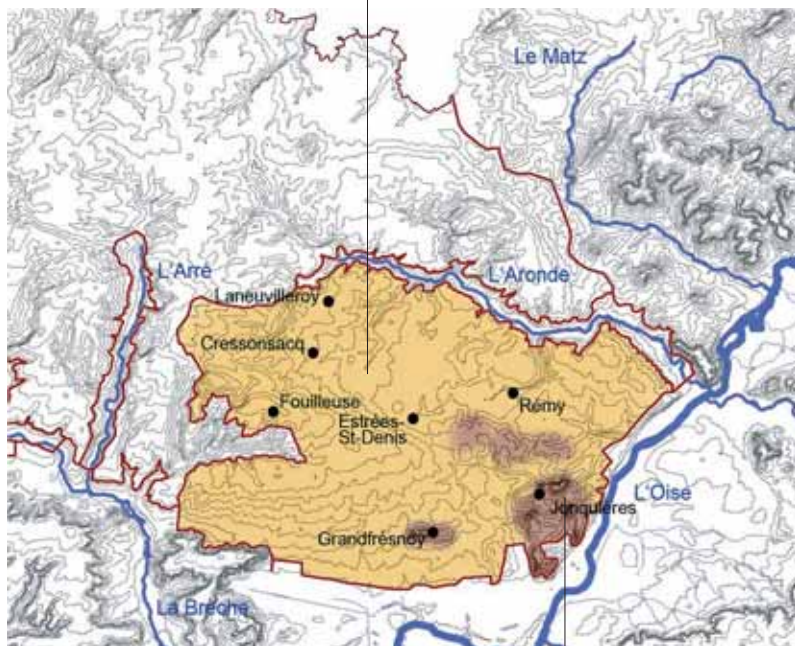 Le Matz
L'Arré
L'Aronde
Laneuvilleroy
Cressonsacq
Fouilleuse
Rémy
Estrées-
St-Denis
L'Oise
Jonquières
Grandfresnoy
La Brèche